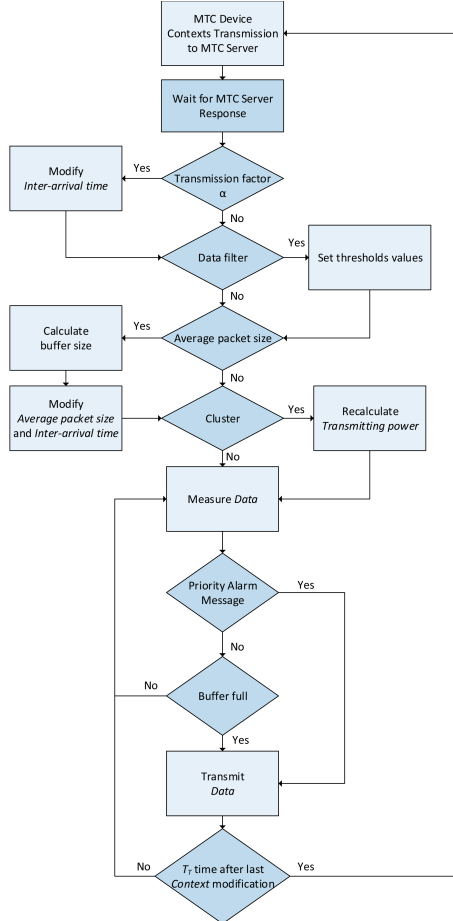 MTC Device
Contexts Transmission
to MTC Server
Wait for MTC Server
Response
Yes
Modify
Inter-arrival time
Transmission factor
α
No
Yes
Data filter
Set thresholds values
No
Yes
Calculate
buffer size
Average packet size
No
Modify
Average packet size
and Inter-arrival time
Cluster
Yes
Recalculate
Transmitting power
No
Measure Data
Priority Alarm
Message
Yes
No
No
Buffer full
Yes
Transmit
Data
No
TT time after last
Context modification
Yes